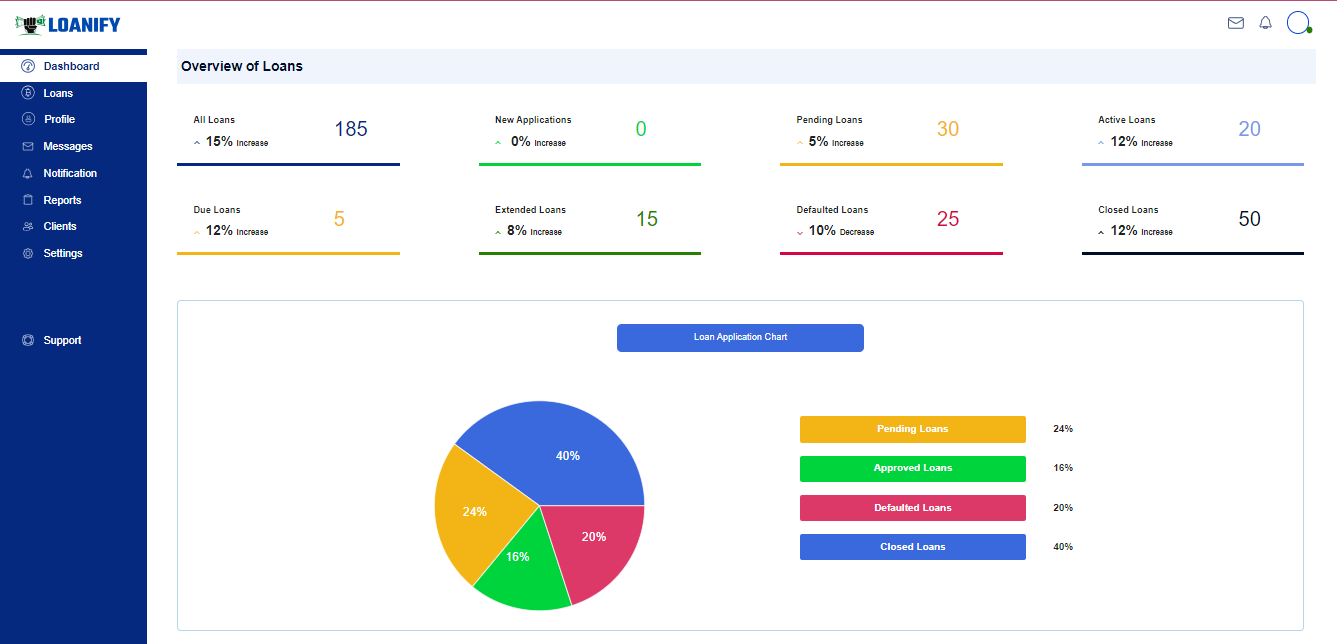 LOANIFY
Dashboard
Loans
Profile
Messages
Notification
Reports
Clients
Settings
Support
Overview of Loans
All Loans
15% Increase
185
New Applications
0% Increase
0
Pending Loans
5% Increase
30
Active Loans
12% Increase
20
Due Loans
12% Increase
5
Extended Loans
8% Increase
15
Defaulted Loans
10% Decrease
25
Closed Loans
12% Increase
50
Loan Application Chart
40%
24%
16%
20%
Pending Loans 24%
Approved Loans 16%
Defaulted Loans 20%
Closed Loans 40%